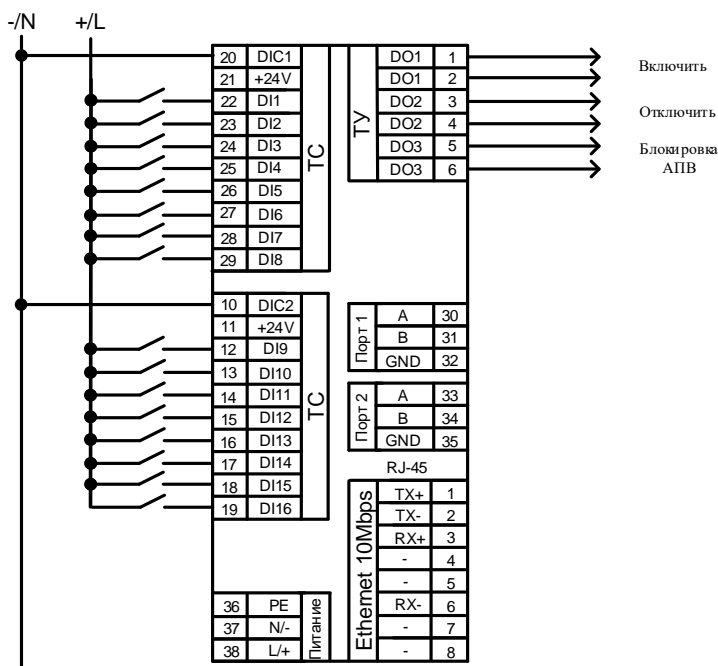 -/N +/L
20 DIC1
21 +24V
22 DI1
23 DI2
24 DI3
25 DI4
26 DI5
27 DI6
28 DI7
29 DI8
ТС
DO1 1
DO1 2
DO2 3
DO2 4
DO3 5
DO3 6
ТУ
Включить
Отключить
Блокировка
АПВ
10 DIC2
11 +24V
12 DI9
13 DI10
14 DI11
15 DI12
16 DI13
17 DI14
18 DI15
19 DI16
ТС
Порт 1
A 30
B 31
GND 32
Порт 2
A 33
B 34
GND 35
RJ-45
Ethernet 10Mbps
TX+ 1
TX- 2
RX+ 3
- 4
- 5
RX- 6
- 7
- 8
36 PE
37 N/-
38 L/+
Питание